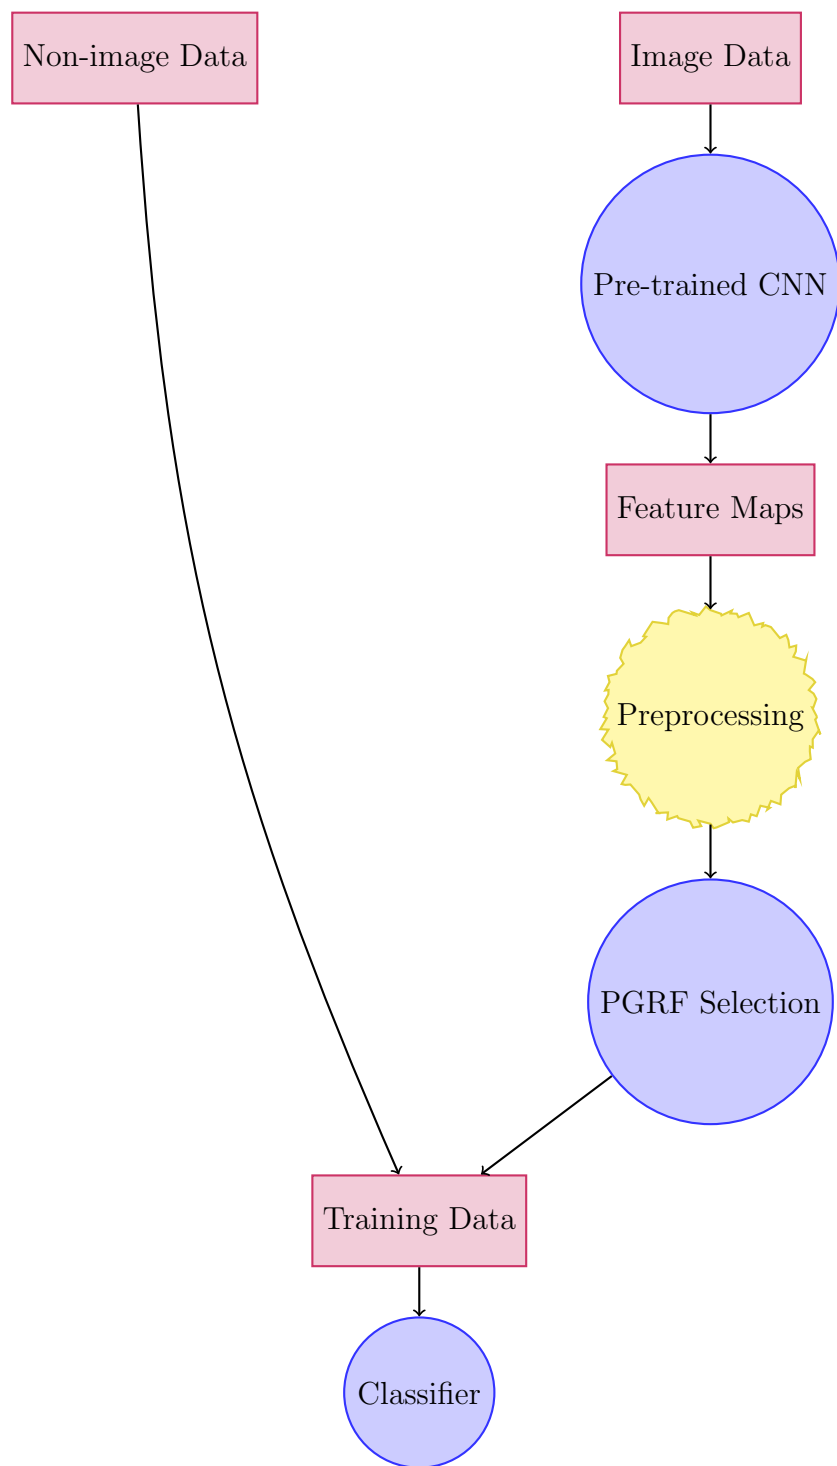 Non-image Data
Image Data
Pre-trained CNN
Feature Maps
Preprocessing
PGRF Selection
Training Data
Classifier